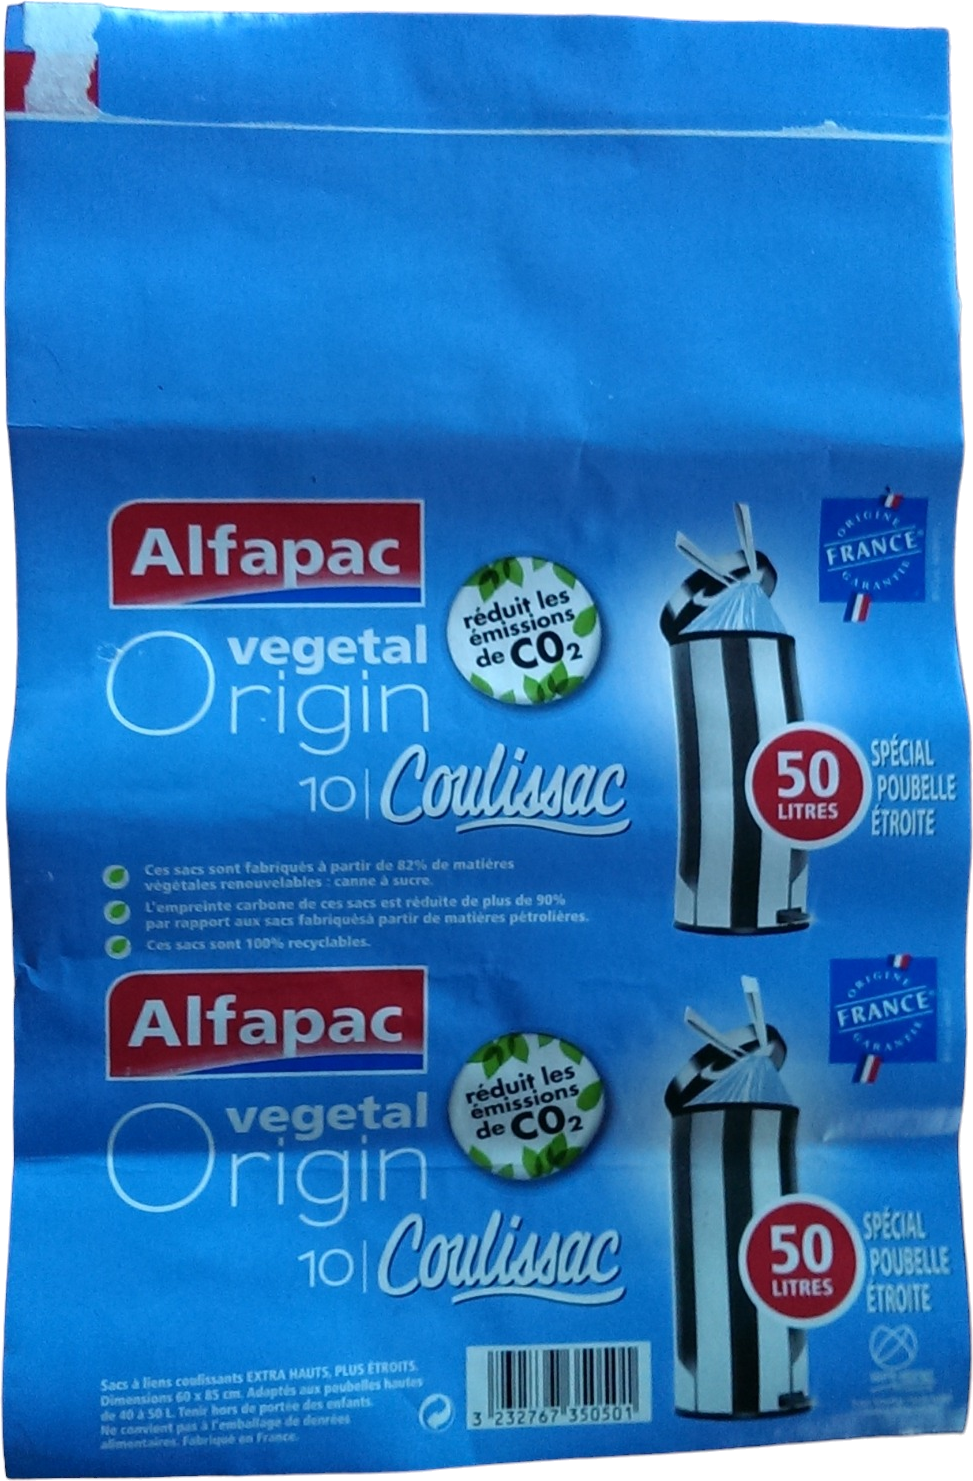 Alfapac
ORIGINE
FRANCE
GARANTIE
réduit les
émissions
de CO2
vegetal
Origin
10 | Coulissac
50
LITRES
SPÉCIAL
POUBELLE
ÉTROITE
Ces sacs sont fabriqués à partir de 82% de matières
végétales renouvelables : canne à sucre.
L'empreinte carbone de ces sacs est réduite de plus de 90%
par rapport aux sacs fabriquésà partir de matières pétrolières.
Ces sacs sont 100% recyclables.
Alfapac
ORIGINE
FRANCE
GARANTIE
réduit les
émissions
de CO2
vegetal
Origin
10 | Coulissac
50
LITRES
SPÉCIAL
POUBELLE
ÉTROITE
Sacs à liens coulissants EXTRA HAUTS, PLUS ÉTROITS.
Dimensions 60 x 85 cm. Adaptés aux poubelles hautes
de 40 à 50 L. Tenir hors de portée des enfants.
Ne convient pas à l'emballage de denrées
alimentaires. Fabriqué en France.
3 232767 350501